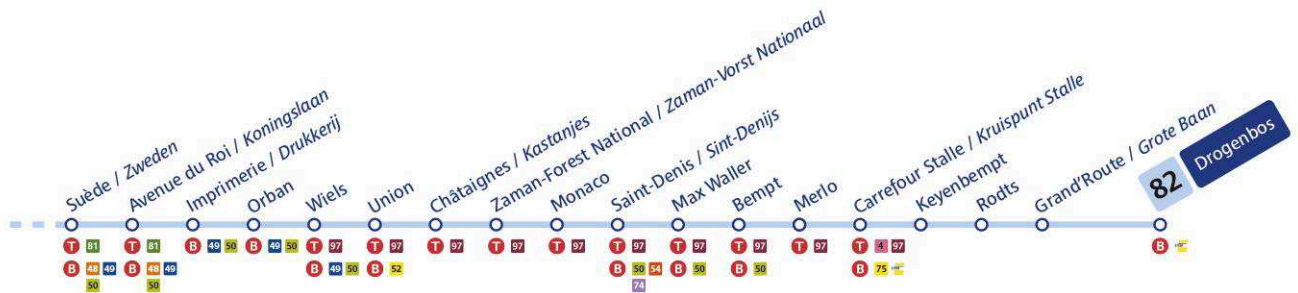 Suède / Zweden
Avenue du Roi / Koningslaan
Imprimerie / Drukkerij
Orban
Wiels
Union
Châtaignes / Kastanjes
Zaman-Forest National / Zaman-Vorst Nationaal
Monaco
Saint-Denis / Sint-Denijs
Max Waller
Bempt
Merlo
Carrefour Stalle / Kruispunt Stalle
Keyenbempt
Rodts
Grand'Route / Grote Baan
82 Drogenbos
T 81
B 48 49
50
T 81
B 48 49
50
B 49 50
B 49 50
T 97
B 49 50
T 97
B 52
T 97
T 97
T 97
T 97
B 50 54
74
T 97
B 50
T 97
B 50
T 97
T 4 97
B 75
B